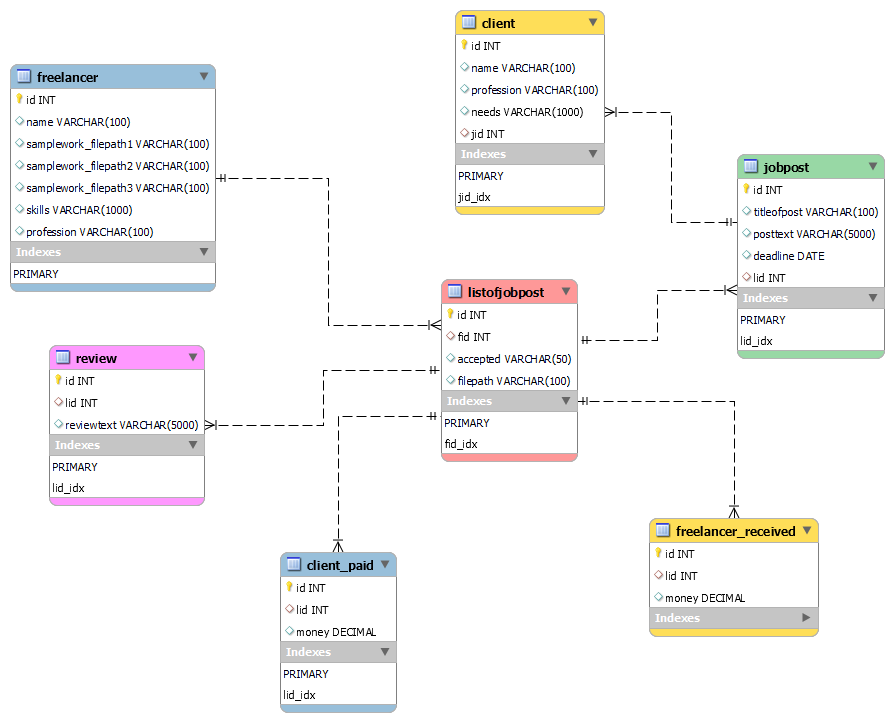 client
id INT
name VARCHAR(100)
profession VARCHAR(100)
needs VARCHAR(1000)
jid INT
Indexes
PRIMARY
jid_idx
freelancer
id INT
name VARCHAR(100)
samplework_filepath1 VARCHAR(100)
samplework_filepath2 VARCHAR(100)
samplework_filepath3 VARCHAR(100)
skills VARCHAR(1000)
profession VARCHAR(100)
Indexes
PRIMARY
jobpost
id INT
titleofpost VARCHAR(100)
posttext VARCHAR(5000)
deadline DATE
lid INT
Indexes
PRIMARY
lid_idx
listofjobpost
id INT
fid INT
accepted VARCHAR(50)
filepath VARCHAR(100)
Indexes
PRIMARY
fid_idx
review
id INT
lid INT
reviewtext VARCHAR(5000)
Indexes
PRIMARY
lid_idx
client_paid
id INT
lid INT
money DECIMAL
Indexes
PRIMARY
lid_idx
freelancer_received
id INT
lid INT
money DECIMAL
Indexes